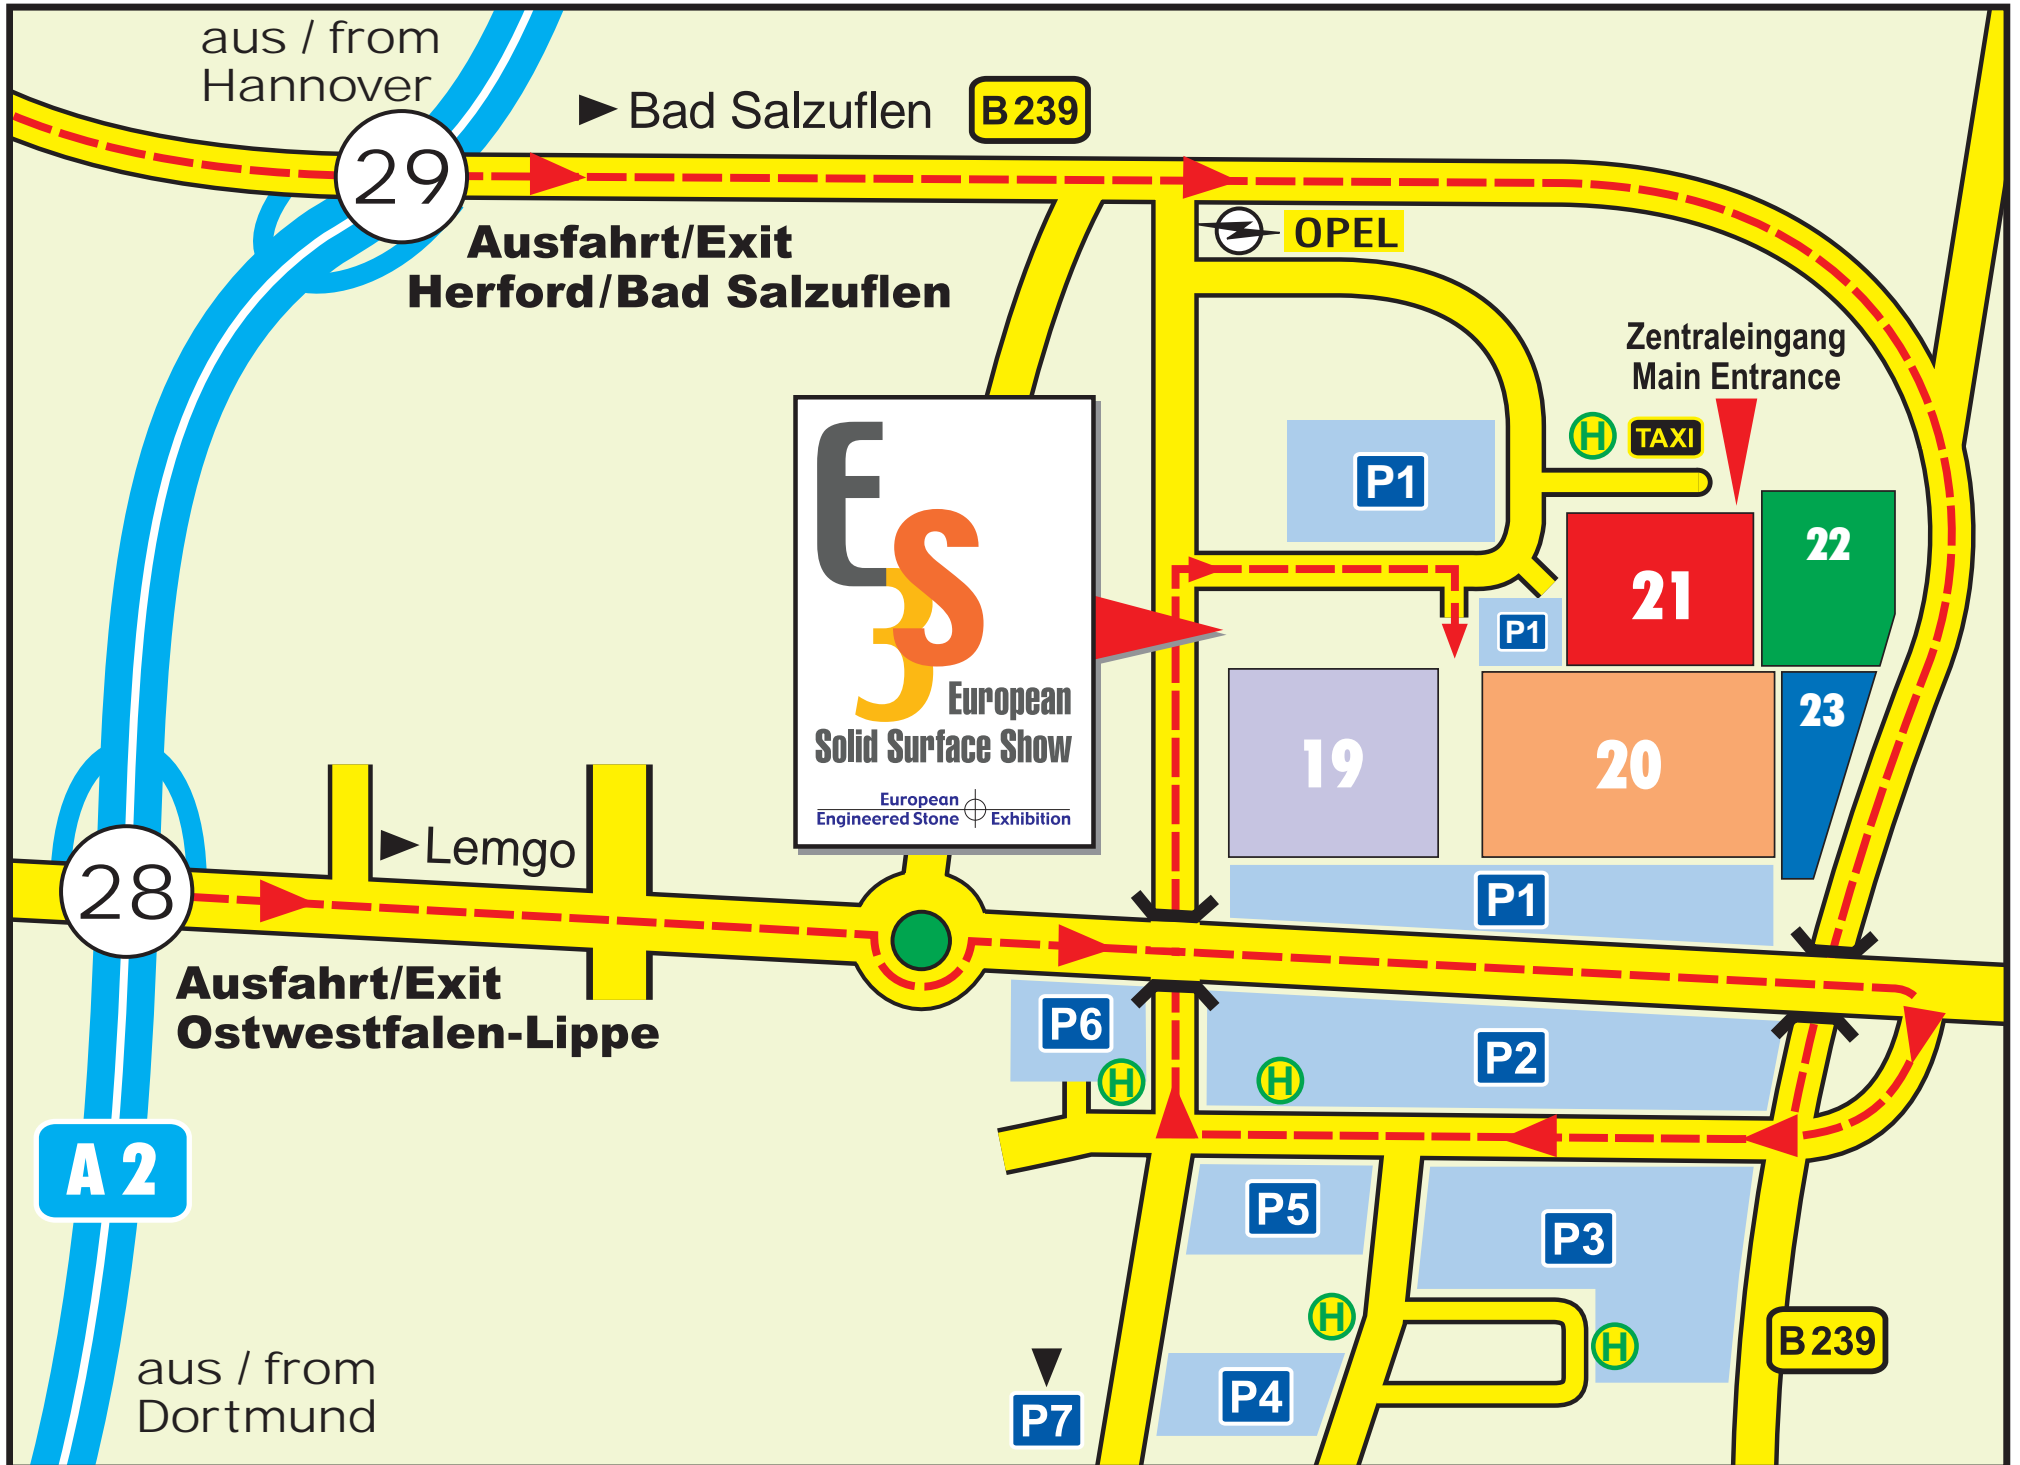 aus / from
Hannover
Bad Salzuflen
B 239
29
Ausfahrt/Exit
Herford/Bad Salzuflen
OPEL
Zentraleingang
Main Entrance
H
TAXI
P1
22
21
P1
E3S
European
Solid Surface Show
European
Engineered Stone
Exhibition
19
20
23
P1
Lemgo
28
Ausfahrt/Exit
Ostwestfalen-Lippe
P6
H
H
P2
A 2
P5
P3
H
H
B 239
aus / from
Dortmund
P4
P7